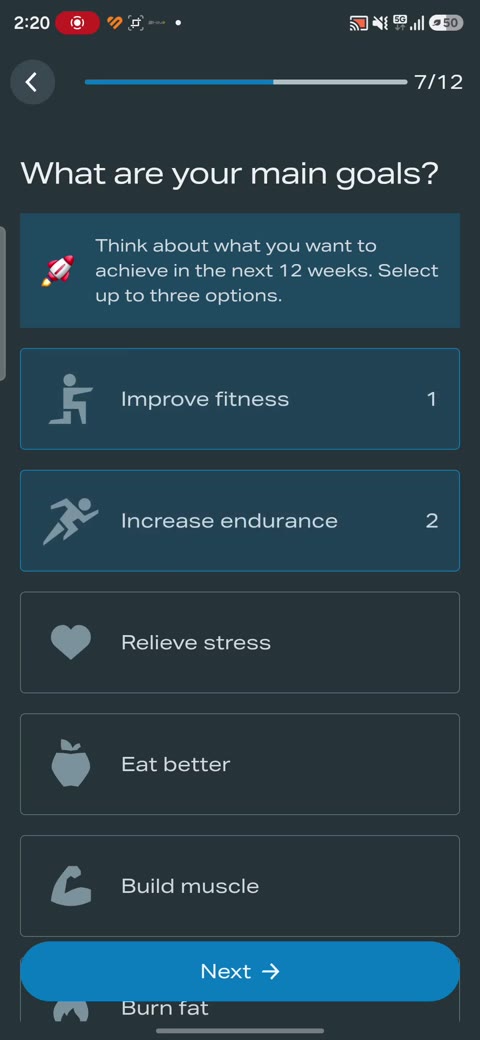 2:20
5G
50
7/12
What are your main goals?
Think about what you want to
achieve in the next 12 weeks. Select
up to three options.
Improve fitness 1
Increase endurance 2
Relieve stress
Eat better
Build muscle
Next →
Burn fat